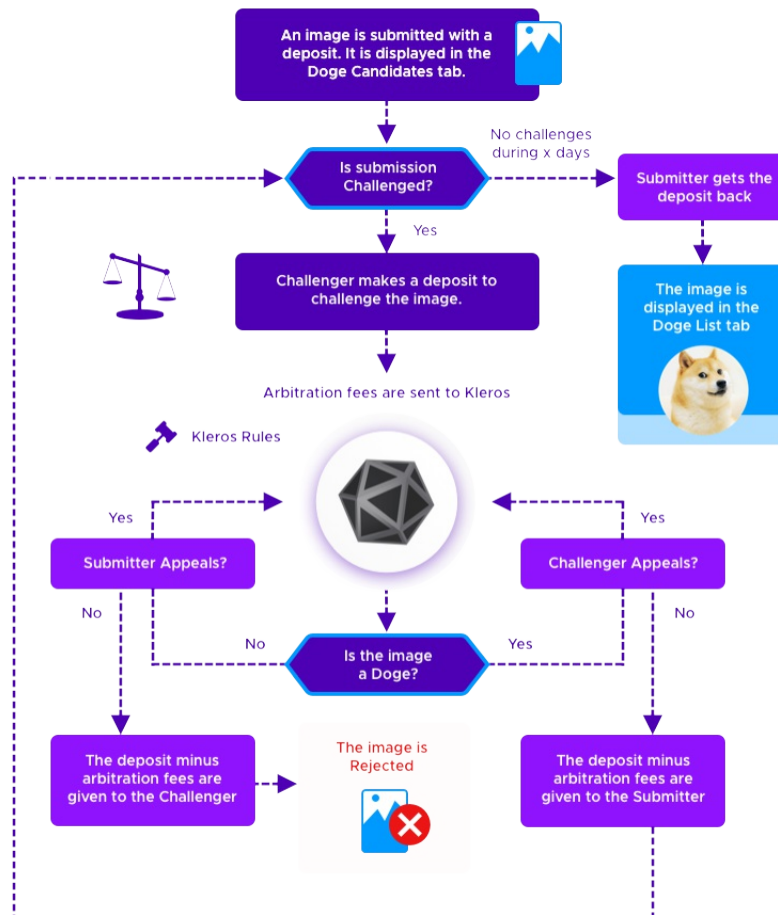 An image is submitted with a
deposit. It is displayed in the
Doge Candidates tab.
No challenges
during x days
Is submission
Challenged?
Submitter gets the
deposit back
Yes
Challenger makes a deposit to
challenge the image.
The image is
displayed in the
Doge List tab
Arbitration fees are sent to Kleros
Kleros Rules
Yes
Yes
Submitter Appeals?
Challenger Appeals?
No
No
No
Yes
Is the image
a Doge?
The deposit minus
arbitration fees are
given to the Challenger
The image is
Rejected
The deposit minus
arbitration fees are
given to the Submitter